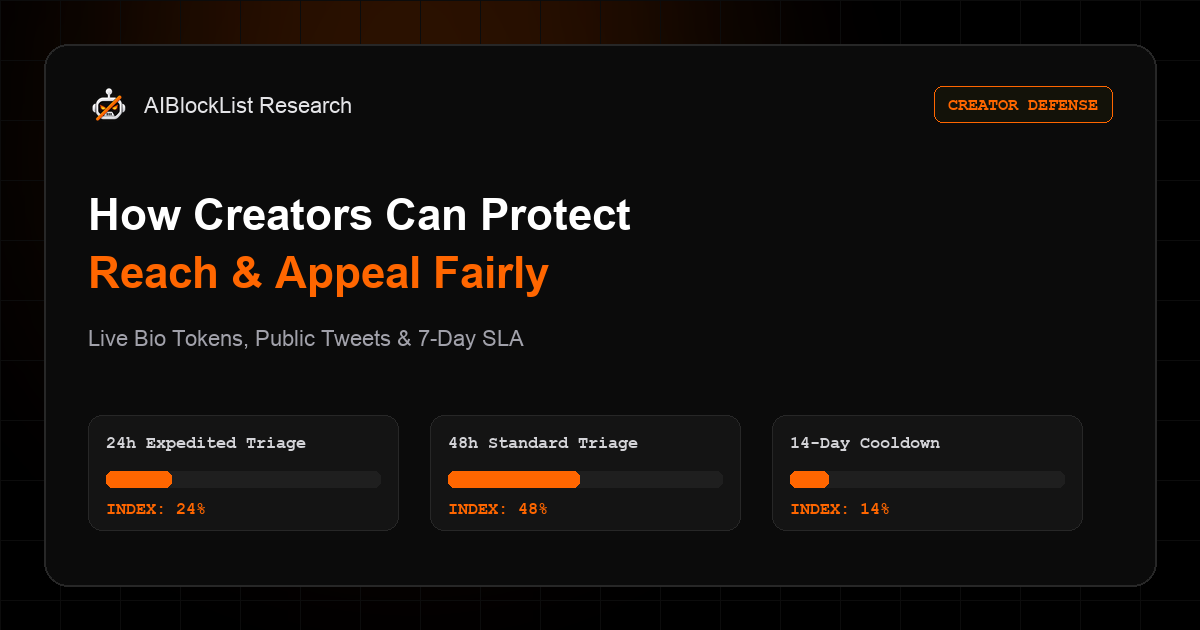 AIBlockList Research
CREATOR DEFENSE
How Creators Can Protect
Reach & Appeal Fairly
Live Bio Tokens, Public Tweets & 7-Day SLA
24h Expedited Triage
INDEX: 24%
48h Standard Triage
INDEX: 48%
14-Day Cooldown
INDEX: 14%